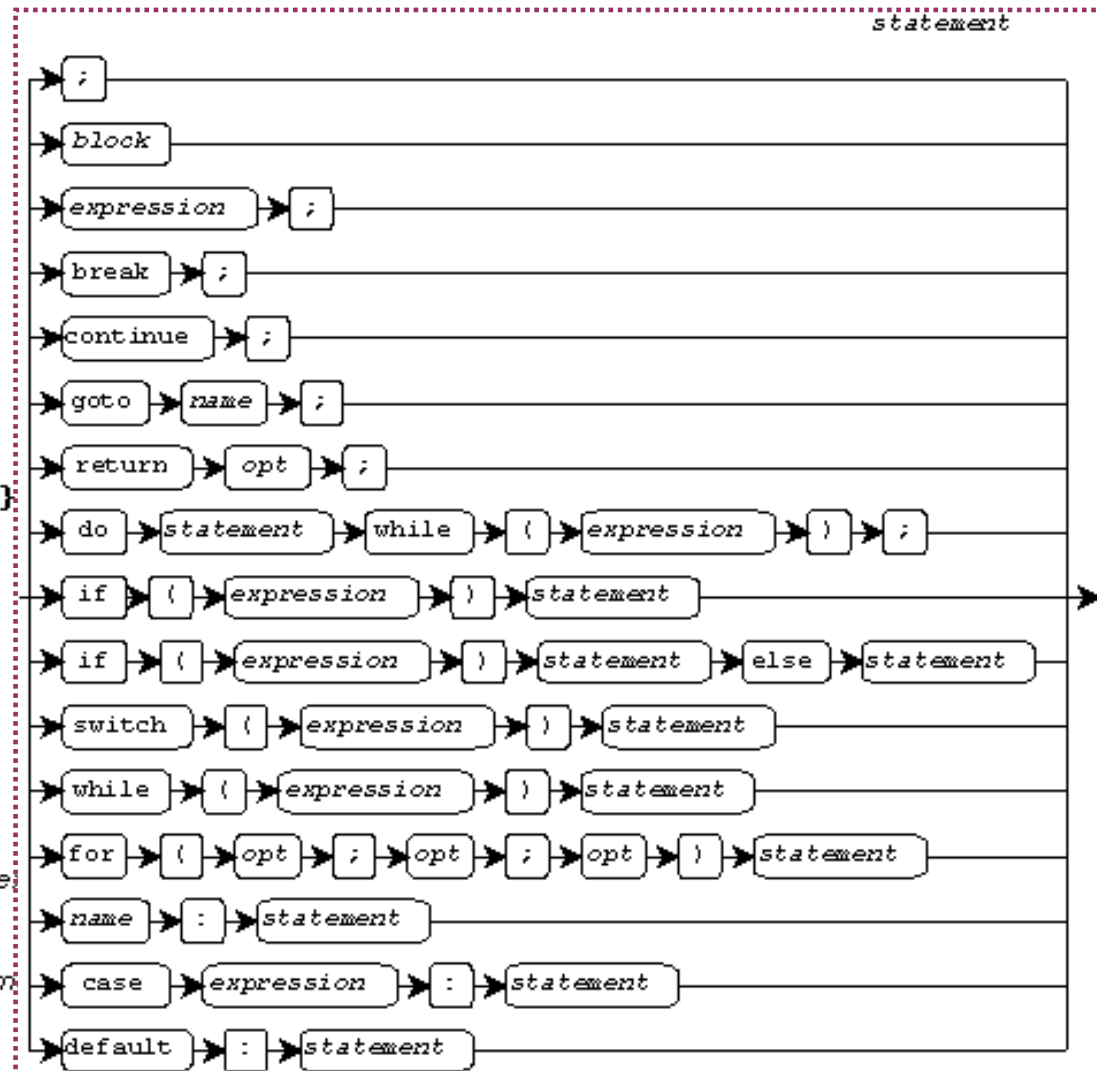 statement
;
block
expression ;
break ;
continue ;
goto name ;
return opt ;
}
do statement while ( expression ) ;
if ( expression ) statement
if ( expression ) statement else statement
switch ( expression ) statement
while ( expression ) statement
for ( opt ; opt ; opt ) statement
e
name : statement
case expression : statement
n
default : statement